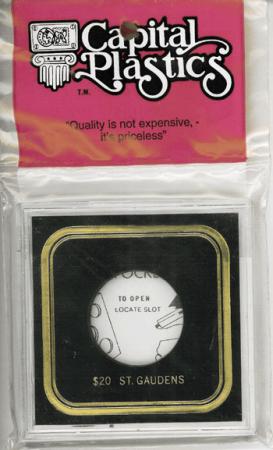 Capital
Plastics
T.M.
"Quality is not expensive, -
it's priceless"
TO OPEN
LOCATE SLOT
$20 ST. GAUDENS